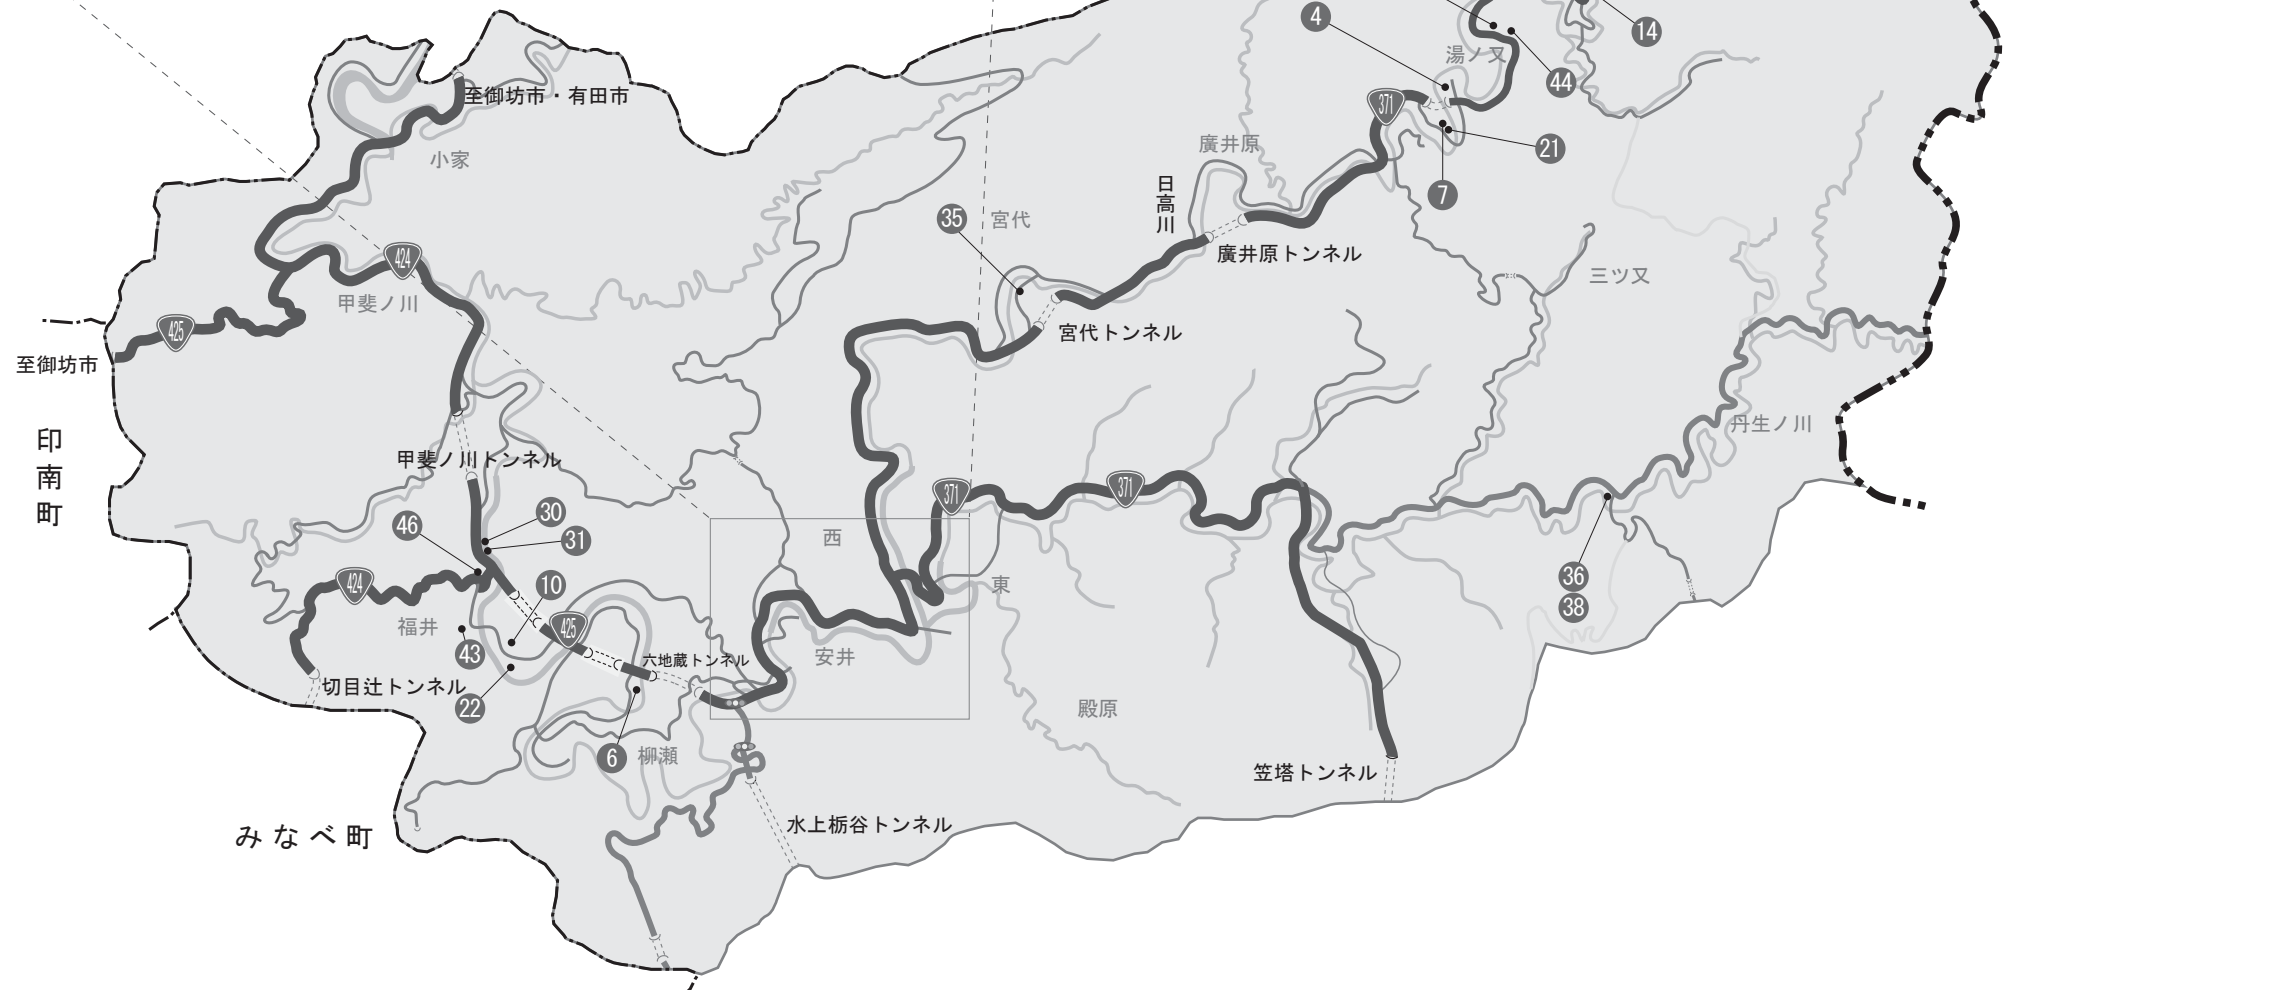 4
14
湯ノ又
44
至御坊市・有田市
371
廣井原
21
小家
7
日高川
35
宮代
廣井原トンネル
424
三ツ又
甲斐ノ川
425
宮代トンネル
至御坊市
丹生ノ川
印南町
甲斐ノ川トンネル
371
371
46
30
31
西
424
10
東
36
38
福井
425
43
六地蔵トンネル
安井
切目辻トンネル
22
殿原
6
柳瀬
笠塔トンネル
水上栃谷トンネル
みなべ町